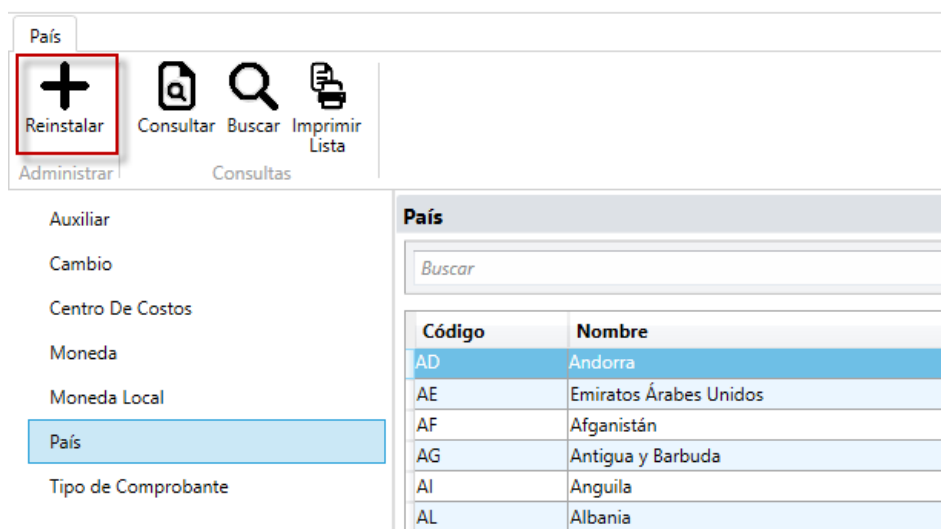 País
Reinstalar
Consultar Buscar Imprimir
Lista
Administrar Consultas
Auxiliar
Cambio
Centro De Costos
Moneda
Moneda Local
País
Tipo de Comprobante
País
Buscar
Código Nombre
AD Andorra
AE Emiratos Árabes Unidos
AF Afganistán
AG Antigua y Barbuda
AI Anguila
AL Albania